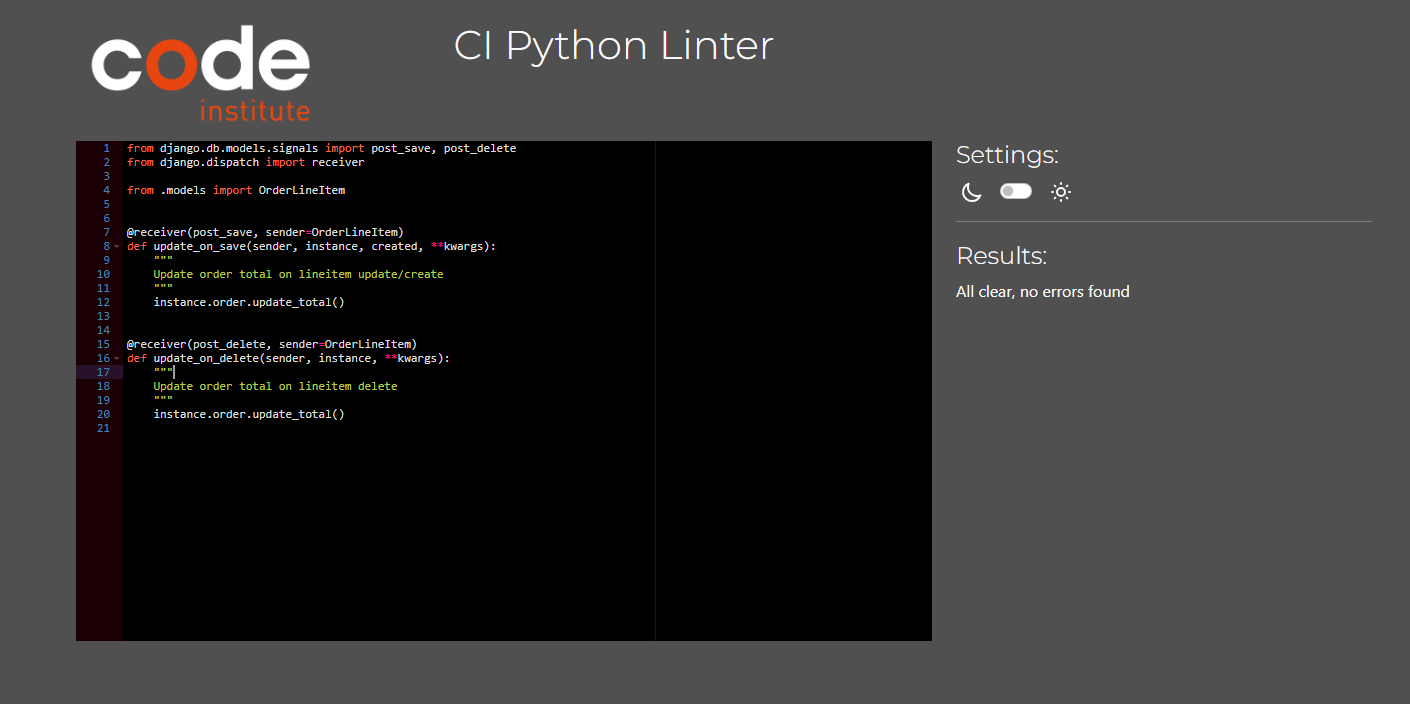 code
institute
CI Python Linter
1 from django.db.models.signals import post_save, post_delete
2 from django.dispatch import receiver
3
4 from .models import OrderLineItem
5
6
7 @receiver(post_save, sender=OrderLineItem)
8 def update_on_save(sender, instance, created, **kwargs):
9     """
10     Update order total on lineitem update/create
11     """
12     instance.order.update_total()
13
14
15 @receiver(post_delete, sender=OrderLineItem)
16 def update_on_delete(sender, instance, **kwargs):
17     """
18     Update order total on lineitem delete
19     """
20     instance.order.update_total()
21
Settings:
Results:
All clear, no errors found